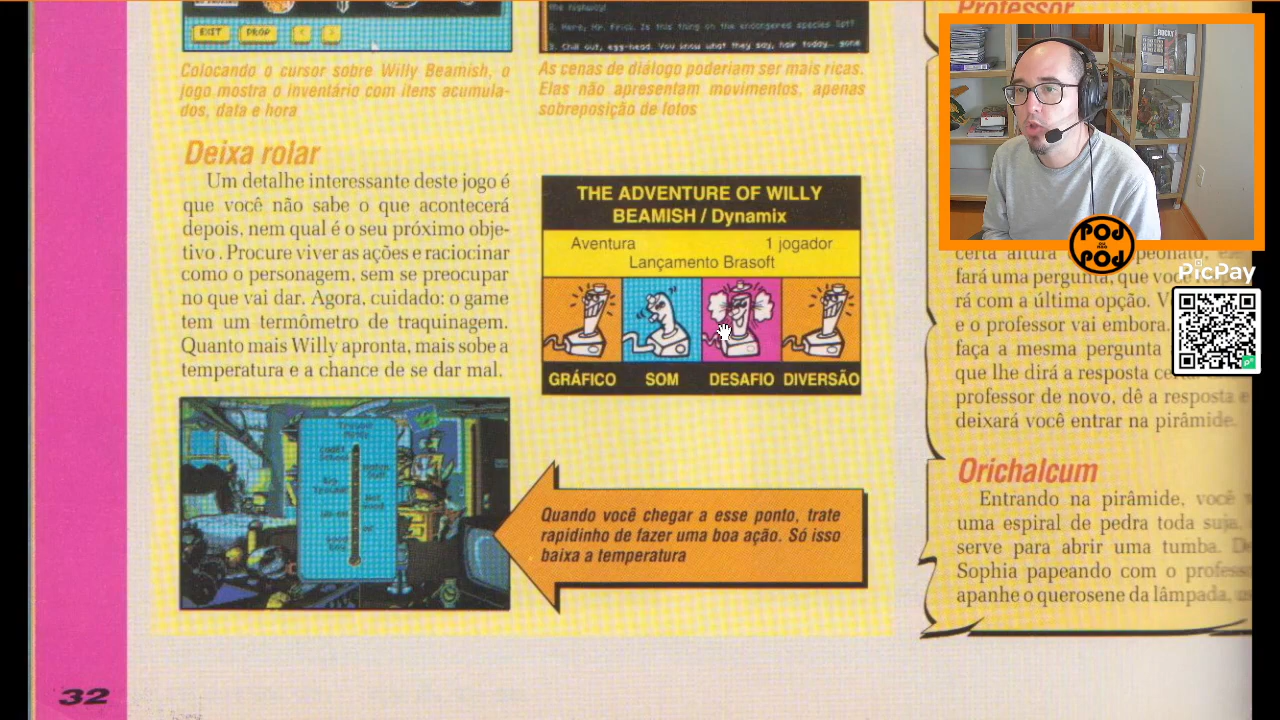 EXIT
DROP
<
>
the highway!
2. Here, Mr. Frick. Is this thing on the endangered species list?
3. Chill out, egg-head. You know what they say, hair today... gone
Colocando o cursor sobre Willy Beamish, o
jogo mostra o inventário com itens acumula-
dos, data e hora
As cenas de diálogo poderiam ser mais ricas.
Elas não apresentam movimentos, apenas
sobreposição de fotos
Deixa rolar
Um detalhe interessante deste jogo é
que você não sabe o que acontecerá
depois, nem qual é o seu próximo obje-
tivo . Procure viver as ações e raciocinar
como o personagem, sem se preocupar
no que vai dar. Agora, cuidado: o game
tem um termômetro de traquinagem.
Quanto mais Willy apronta, mais sobe a
temperatura e a chance de se dar mal.
THE ADVENTURE OF WILLY
BEAMISH / Dynamix
Aventura 1 jogador
Lançamento Brasoft
GRÁFICO SOM DESAFIO DIVERSÃO
Quando você chegar a esse ponto, trate
rapidinho de fazer uma boa ação. Só isso
baixa a temperatura
32
Professor
certa altura
fará uma pergunta, que você
rá com a última opção.
e o professor vai embora.
faça a mesma pergunta
que lhe dirá a resposta
professor de novo, dê a resposta e
deixará você entrar na pirâmide.
Orichalcum
Entrando na pirâmide, você
uma espiral de pedra toda suja,
serve para abrir uma tumba.
Sophia papeando com o
apanhe o querosene da lâmpada,
ROCKY
POD
OU NÃO
POD
PicPay